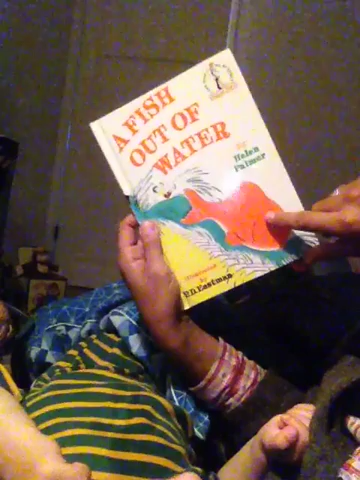 A FISH
OUT OF
WATER
by
Helen
Palmer
Illustrated
by
P.D. Eastman